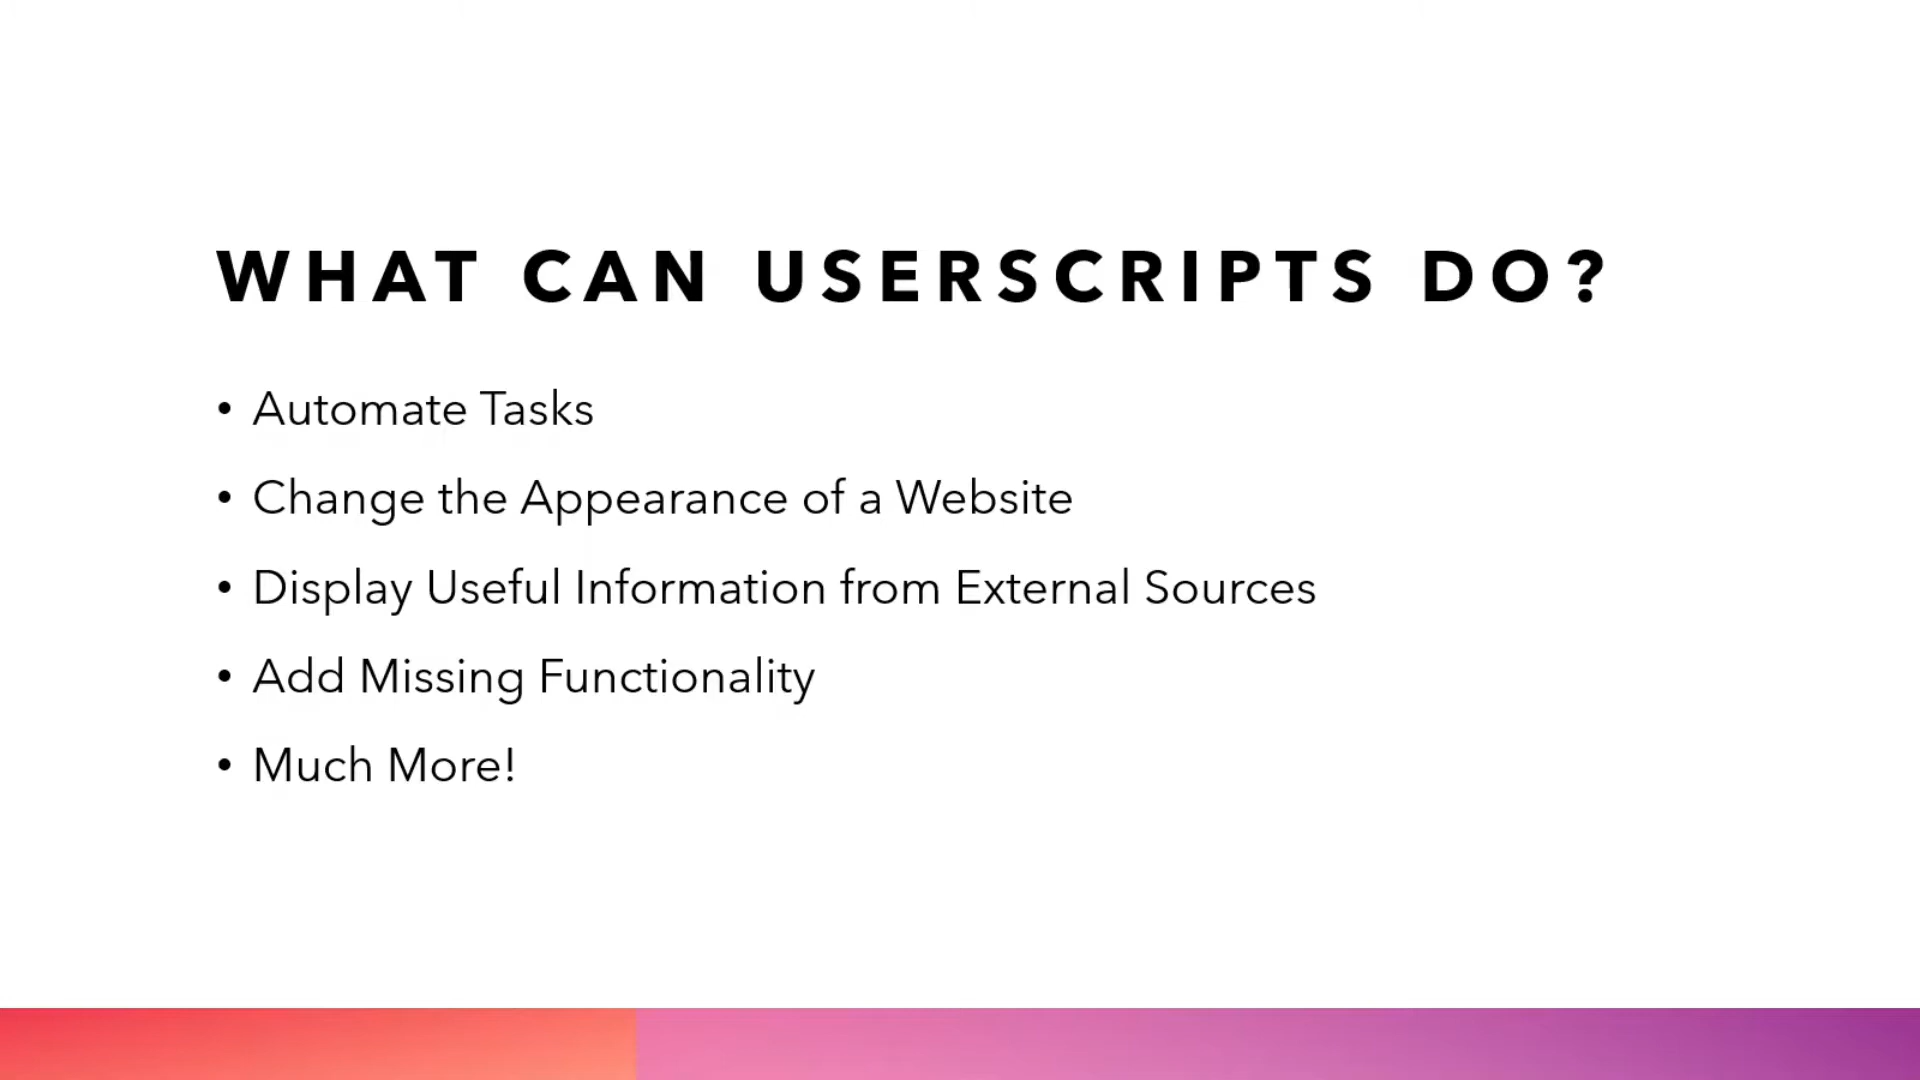 WHAT CAN USERSCRIPTS DO?
• Automate Tasks
• Change the Appearance of a Website
• Display Useful Information from External Sources
• Add Missing Functionality
• Much More!